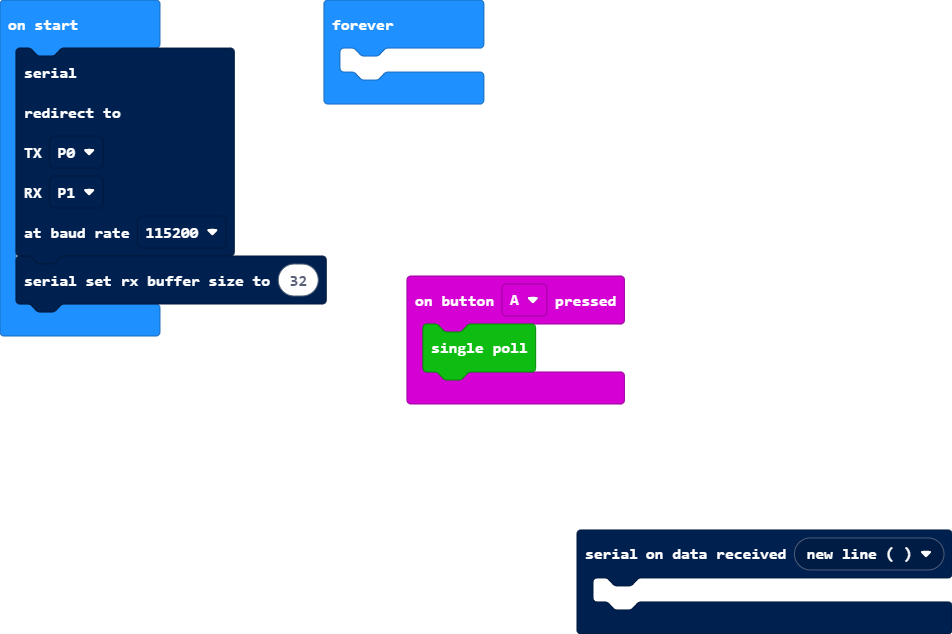 on start
serial
redirect to
TX P0
RX P1
at baud rate 115200
serial set rx buffer size to 32
forever
on button A pressed
single poll
serial on data received new line ( )